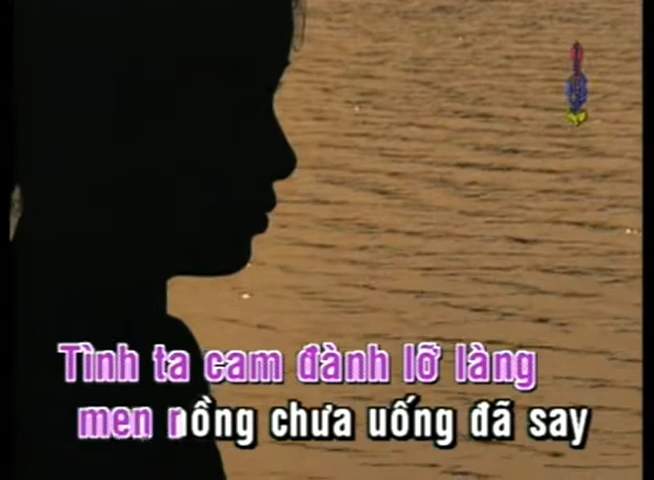 Tình ta cam đành lỡ làng
men nồng chưa uống đã say